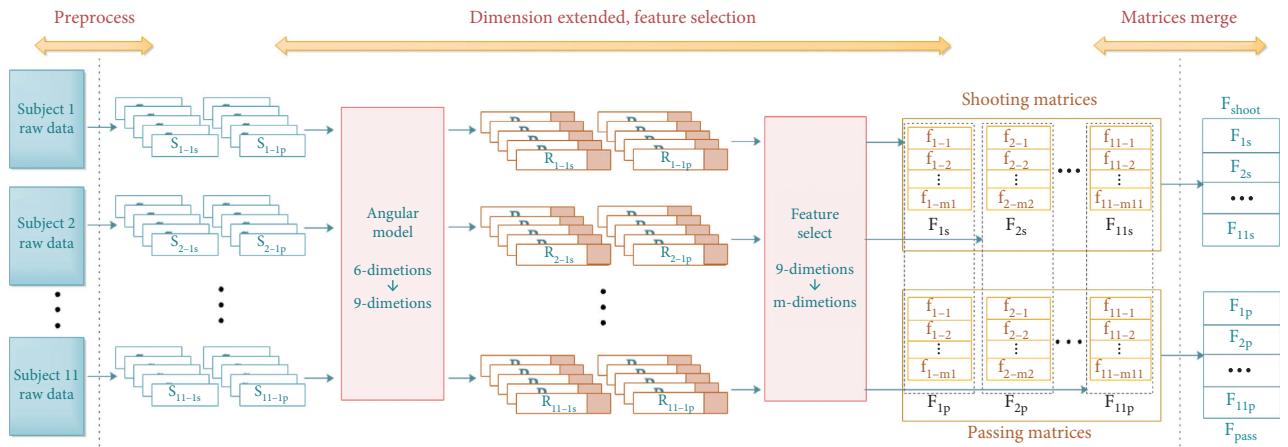 Preprocess
Dimension extended, feature selection
Matrices merge
Subject 1
raw data
S1–1s
S1–1p
Subject 2
raw data
S2–1s
S2–1p
Subject 11
raw data
S11–1s
S11–1p
Angular
model
6-dimetions
9-dimetions
R1–1s
R1–1p
R2–1s
R2–1p
R11–1s
R11–1p
Feature
select
9-dimetions
m-dimetions
Shooting matrices
f1–1
f2–1
f11–1
f1–2
f2–2
f11–2
f1–m1
f2–m2
f11–m11
F1s
F2s
F11s
f1–1
f2–1
f11–1
f1–2
f2–2
f11–2
f1–m1
f2–m2
f11–m11
F1p
F2p
F11p
Passing matrices
Fshoot
F1s
F2s
...
F11s
F1p
F2p
...
F11p
Fpass